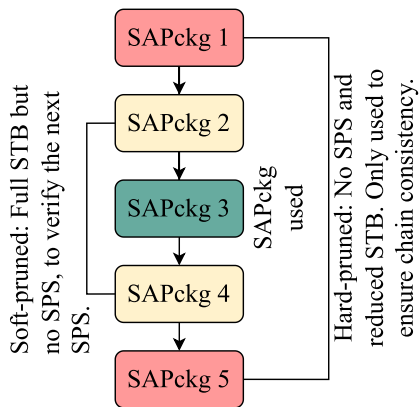 SAPckg 1
SAPckg 2
SAPckg 3
SAPckg 4
SAPckg 5
Soft-pruned: Full STB but
no SPS, to verify the next
SPS.
SAPckg
used
Hard-pruned: No SPS and
reduced STB. Only used to
ensure chain consistency.